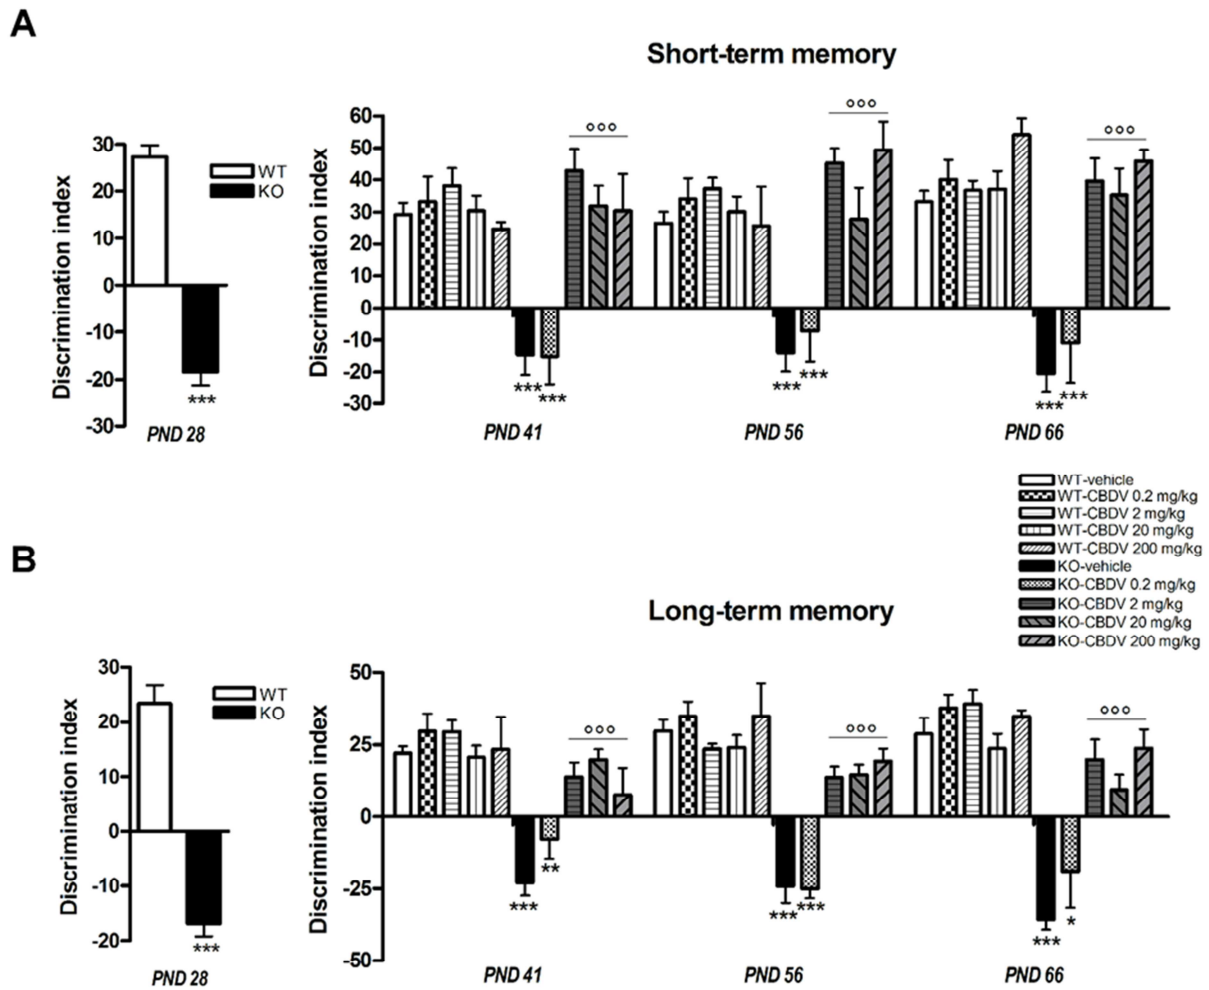 A
Short-term memory
Discrimination index
30
20
10
0
-10
-20
-30
WT
KO
***
PND 28
Discrimination index
60
50
40
30
20
10
0
-10
-20
-30
°°°
°°°
°°°
***
***
***
***
***
***
PND 41
PND 56
PND 66
WT-vehicle
WT-CBDV 0.2 mg/kg
WT-CBDV 2 mg/kg
WT-CBDV 20 mg/kg
WT-CBDV 200 mg/kg
KO-vehicle
KO-CBDV 0.2 mg/kg
KO-CBDV 2 mg/kg
KO-CBDV 20 mg/kg
KO-CBDV 200 mg/kg
B
Long-term memory
Discrimination index
30
20
10
0
-10
-20
WT
KO
***
PND 28
Discrimination index
50
25
0
-25
-50
°°°
°°°
°°°
***
**
***
***
***
*
PND 41
PND 56
PND 66